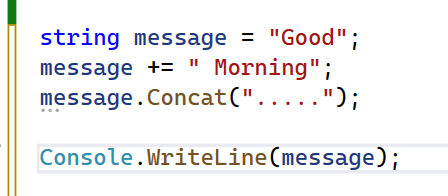 string message = "Good";
message += " Morning";
message.Concat(".....");
Console.WriteLine(message);